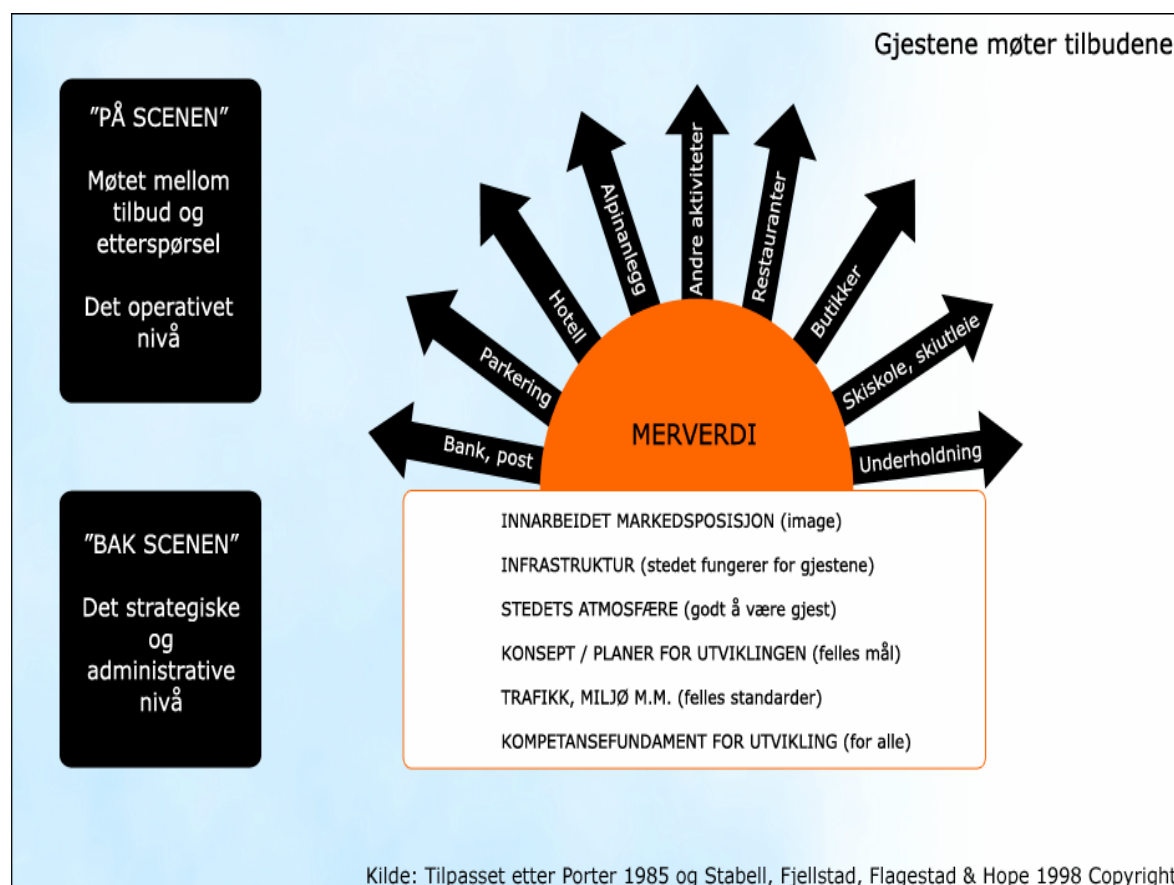 Gjestene møter tilbudene
"PÅ SCENEN"
Møtet mellom
tilbud og
etterspørsel
Det operativet
nivå
Bank, post
Parkering
Hotell
Alpinanlegg
Andre aktiviteter
Restauranter
Butikker
Skiskole, skiutleie
Underholdning
MERVERDI
"BAK SCENEN"
Det strategiske
og
administrative
nivå
INNARBEIDET MARKEDSPOSISJON (image)
INFRASTRUKTUR (stedet fungerer for gjestene)
STEDETS ATMOSFÆRE (godt å være gjest)
KONSEPT / PLANER FOR UTVIKLINGEN (felles mål)
TRAFIKK, MILJØ M.M. (felles standarder)
KOMPETANSEFUNDAMENT FOR UTVIKLING (for alle)
Kilde: Tilpasset etter Porter 1985 og Stabell, Fjellstad, Flagestad & Hope 1998 Copyright